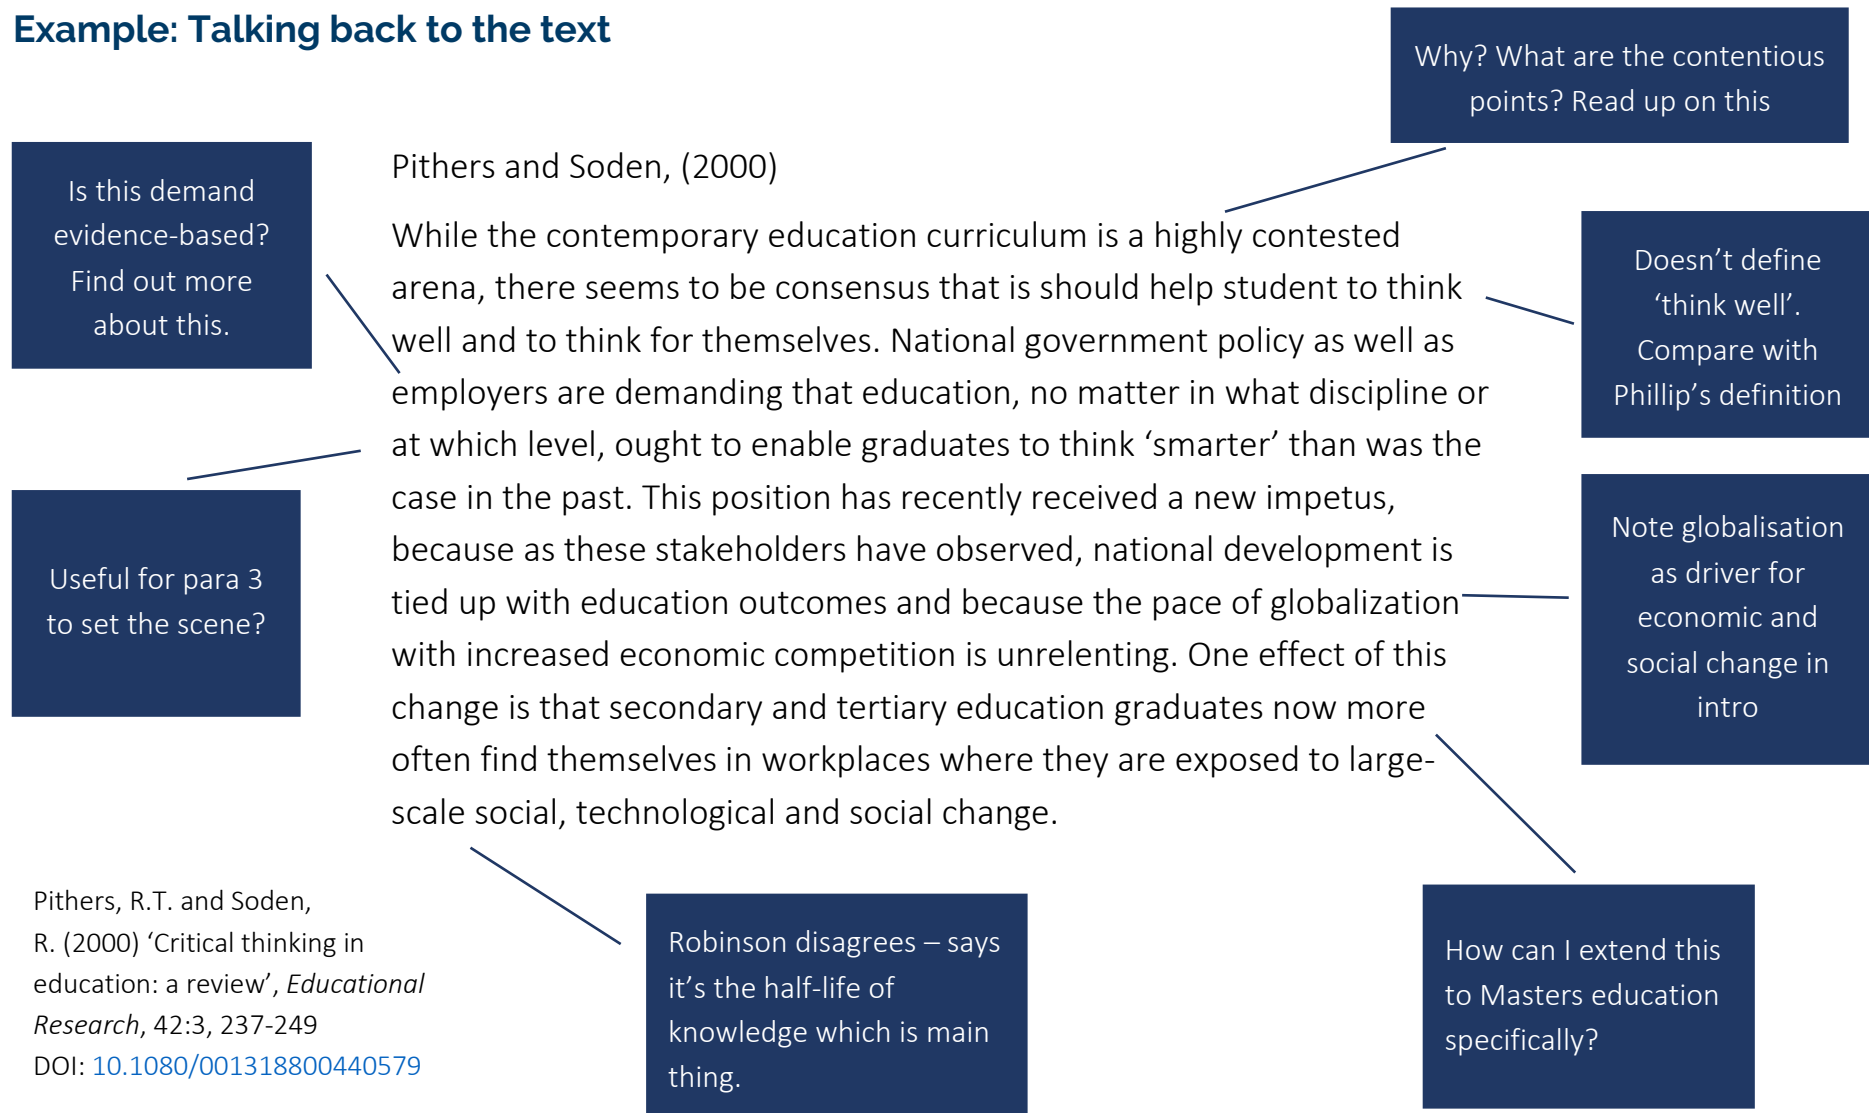 Example: Talking back to the text
Why? What are the contentious
points? Read up on this
Is this demand
evidence-based?
Find out more
about this.
Pithers and Soden, (2000)
While the contemporary education curriculum is a highly contested
arena, there seems to be consensus that is should help student to think
well and to think for themselves. National government policy as well as
employers are demanding that education, no matter in what discipline or
at which level, ought to enable graduates to think ‘smarter’ than was the
case in the past. This position has recently received a new impetus,
because as these stakeholders have observed, national development is
tied up with education outcomes and because the pace of globalization
with increased economic competition is unrelenting. One effect of this
change is that secondary and tertiary education graduates now more
often find themselves in workplaces where they are exposed to large-
scale social, technological and social change.
Doesn’t define
‘think well’.
Compare with
Phillip’s definition
Useful for para 3
to set the scene?
Note globalisation
as driver for
economic and
social change in
intro
Pithers, R.T. and Soden,
R. (2000) ‘Critical thinking in
education: a review’, Educational
Research, 42:3, 237-249
DOI: 10.1080/001318800440579
Robinson disagrees – says
it’s the half-life of
knowledge which is main
thing.
How can I extend this
to Masters education
specifically?